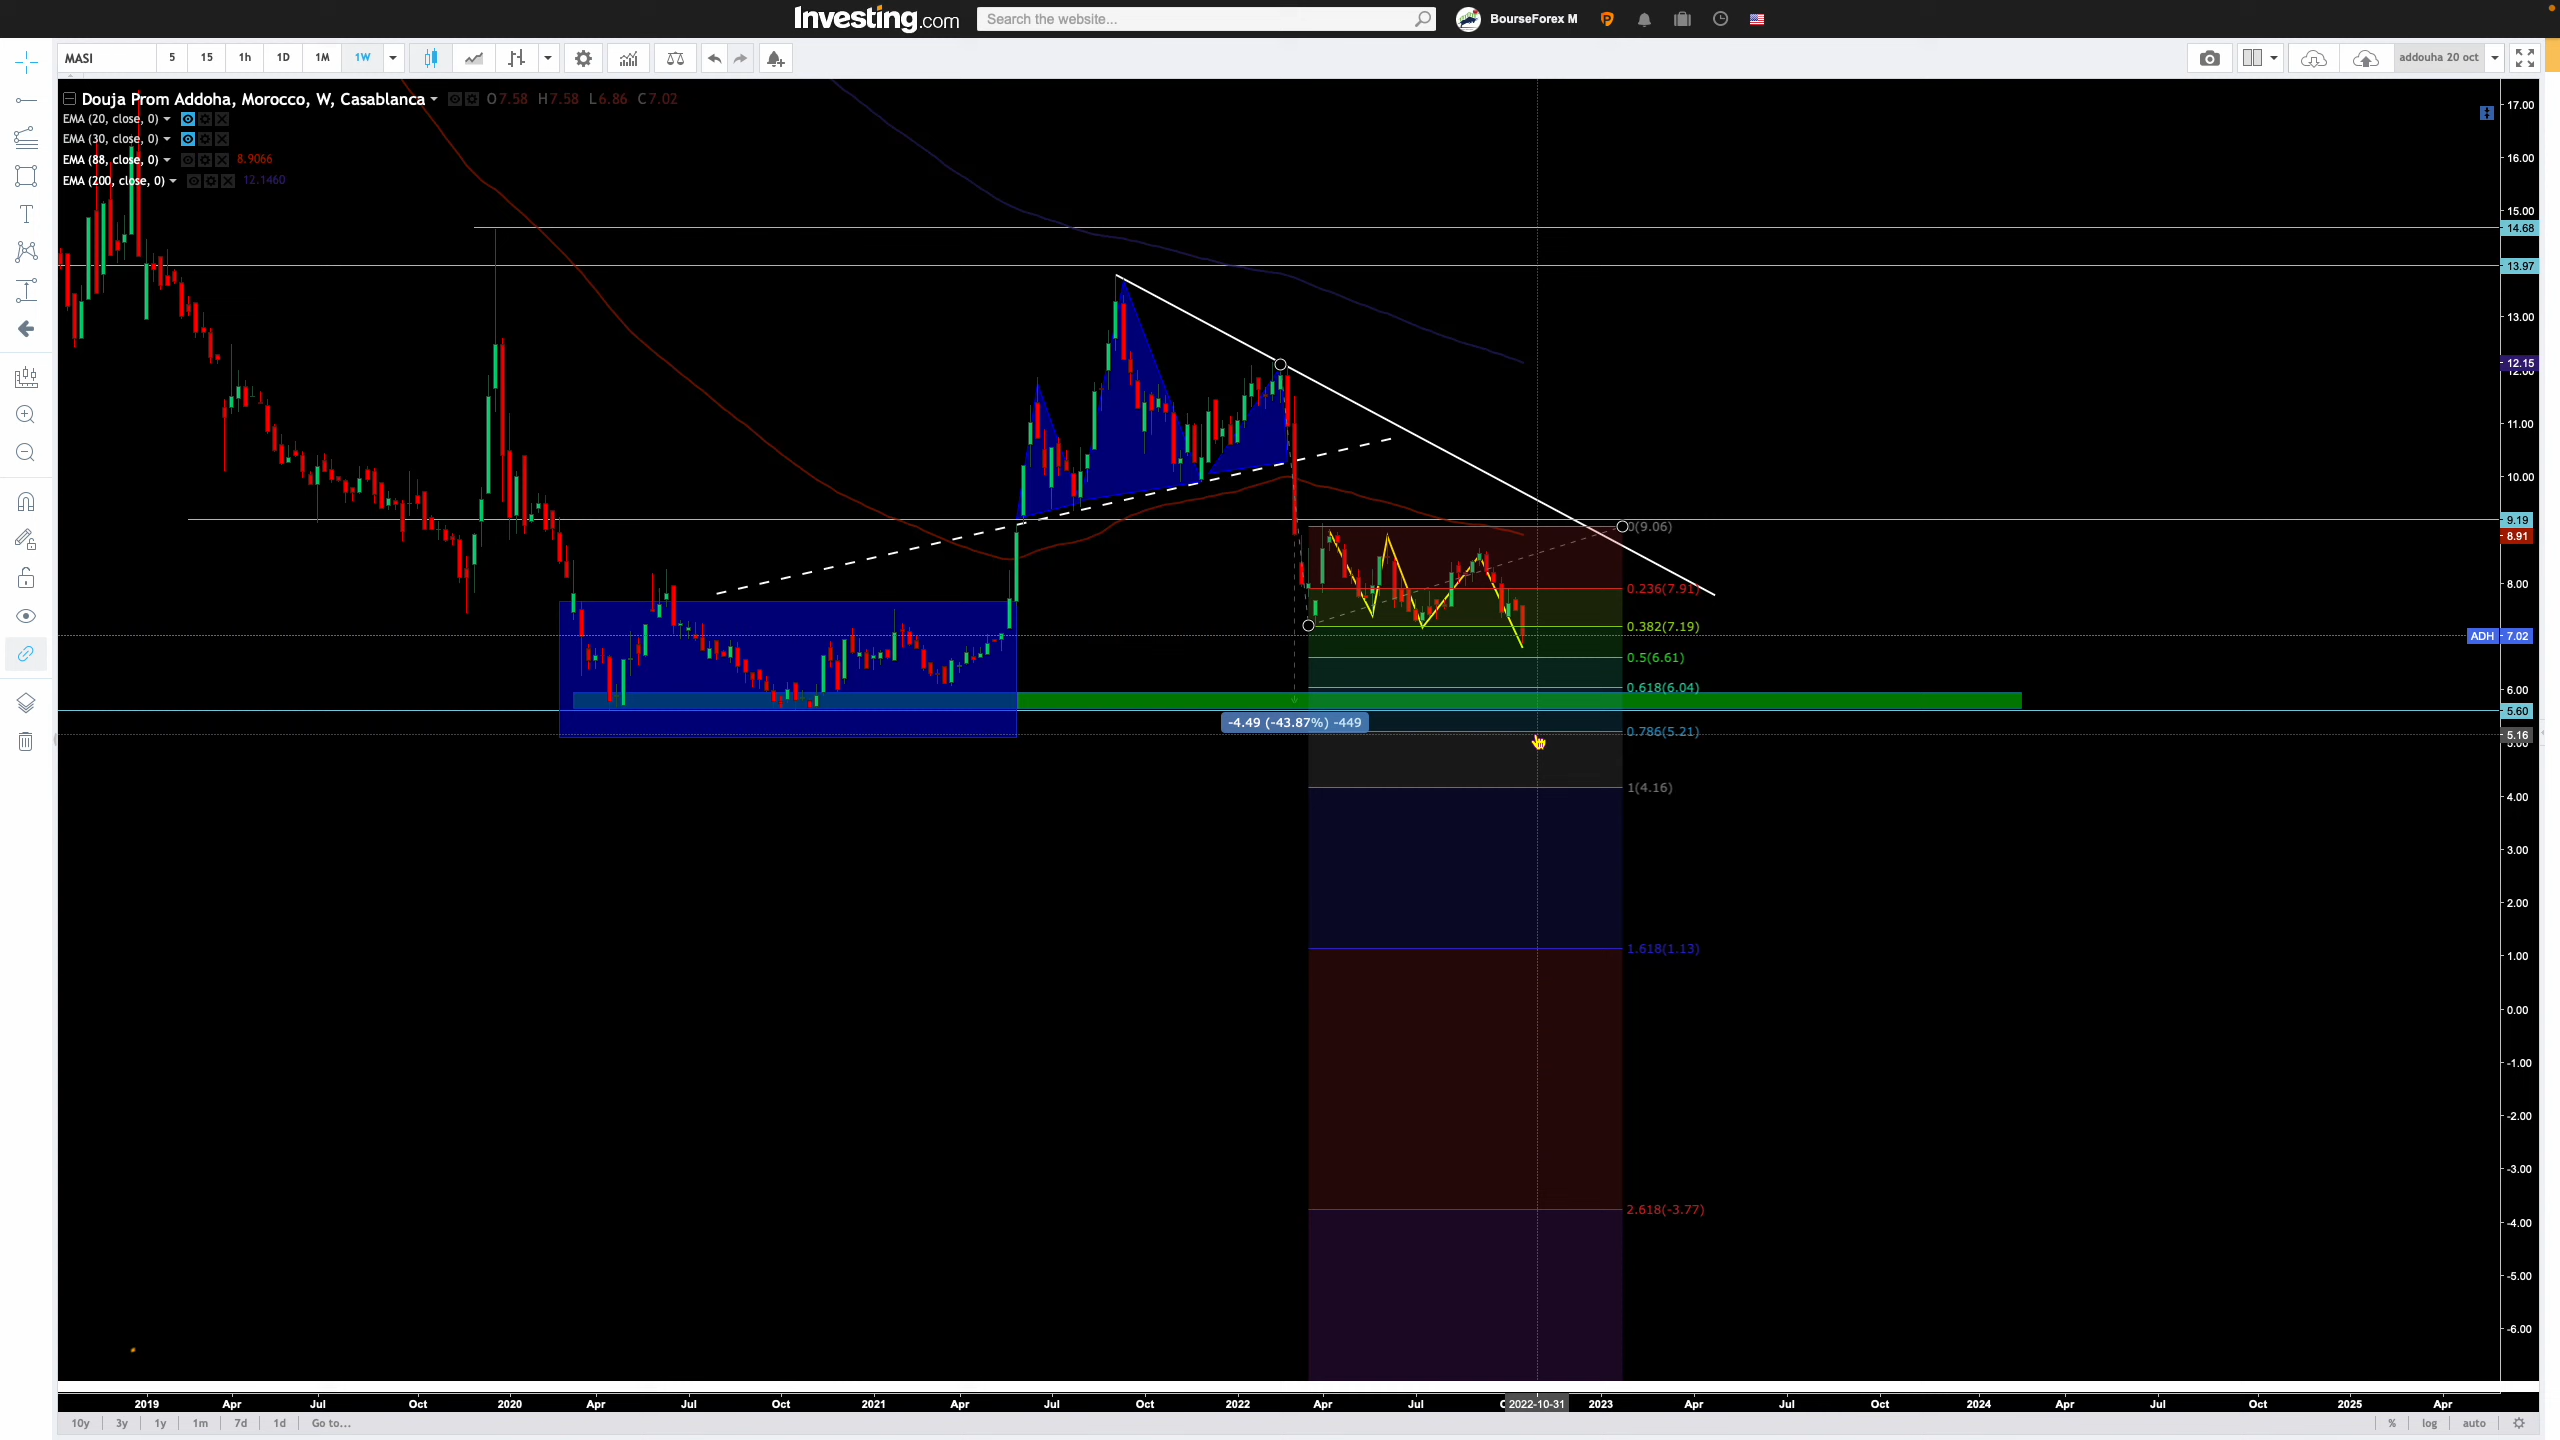 Investing.com
Search the website...
BourseForex M
MASI
5
15
1h
1D
1M
1W
addouha 20 oct
Douja Prom Addoha, Morocco, W, Casablanca
O7.58 H7.58 L6.86 C7.02
EMA (20, close, 0)
EMA (30, close, 0)
EMA (88, close, 0)
8.9066
EMA (200, close, 0)
12.1460
17.00
16.00
15.00
14.68
13.97
13.00
12.15
12.00
11.00
10.00
9.19
8.91
8.00
ADH
7.02
6.00
5.60
5.16
5.00
4.00
3.00
2.00
1.00
0.00
-1.00
-2.00
-3.00
-4.00
-5.00
-6.00
0(9.06)
0.236(7.91)
0.382(7.19)
0.5(6.61)
0.618(6.04)
-4.49 (-43.87%) -449
0.786(5.21)
1(4.16)
1.618(1.13)
2.618(-3.77)
2019 Apr Jul Oct 2020 Apr Jul Oct 2021 Apr Jul Oct 2022 Apr Jul 2022-10-31 2023 Apr Jul Oct 2024 Apr Jul Oct 2025 Apr
10y 3y 1y 1m 7d 1d Go to...
% log auto